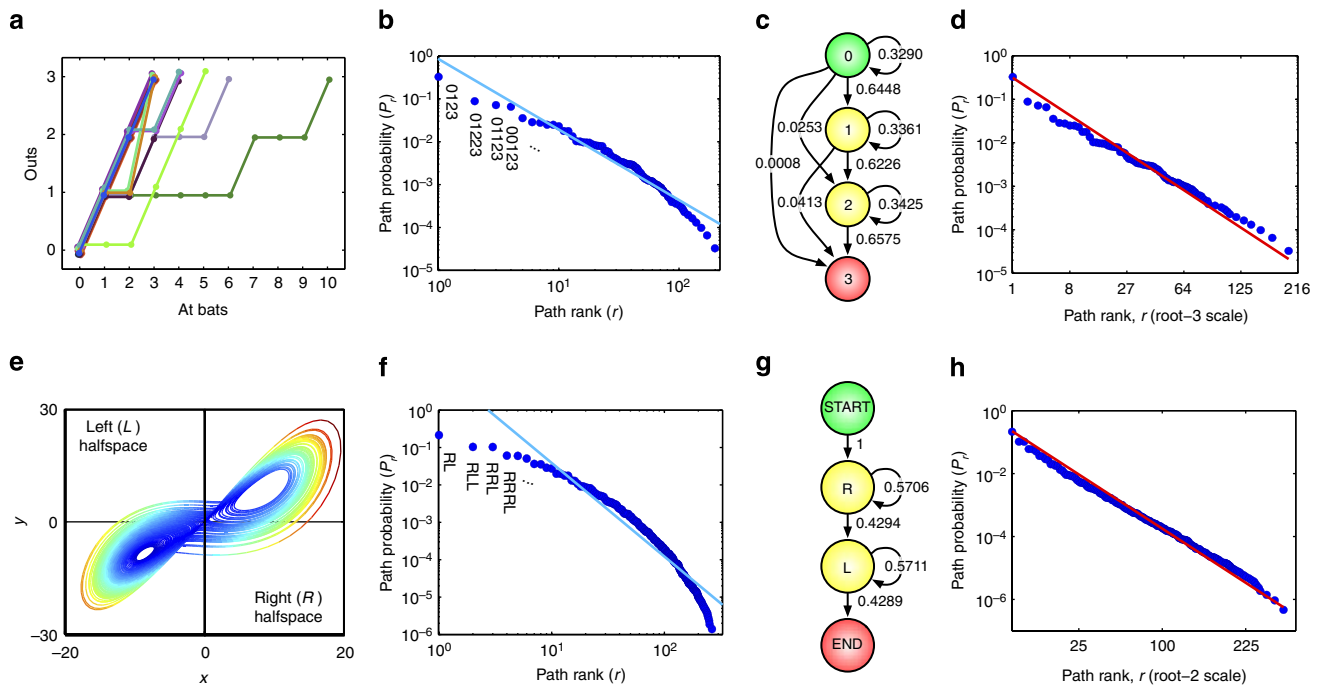 a
Outs
3
2
1
0
0 1 2 3 4 5 6 7 8 9 10
At bats
b
Path probability (Pr)
10^0
10^-1
10^-2
10^-3
10^-4
10^-5
0123
01223
01123
00123
...
10^0 10^1 10^2
Path rank (r)
c
0
0.3290
0.6448
1
0.3361
0.0253
0.0008
0.6226
2
0.3425
0.0413
0.6575
3
d
Path probability (Pr)
10^0
10^-1
10^-2
10^-3
10^-4
10^-5
1 8 27 64 125 216
Path rank, r (root–3 scale)
e
y
30
0
–30
Left (L)
halfspace
Right (R)
halfspace
–20 0 20
x
f
Path probability (Pr)
10^0
10^-1
10^-2
10^-3
10^-4
10^-5
10^-6
RL
RLL
RRL
RRRL
...
10^0 10^1 10^2
Path rank (r)
g
START
1
R
0.5706
0.4294
L
0.5711
0.4289
END
h
Path probability (Pr)
10^0
10^-2
10^-4
10^-6
25 100 225
Path rank, r (root–2 scale)